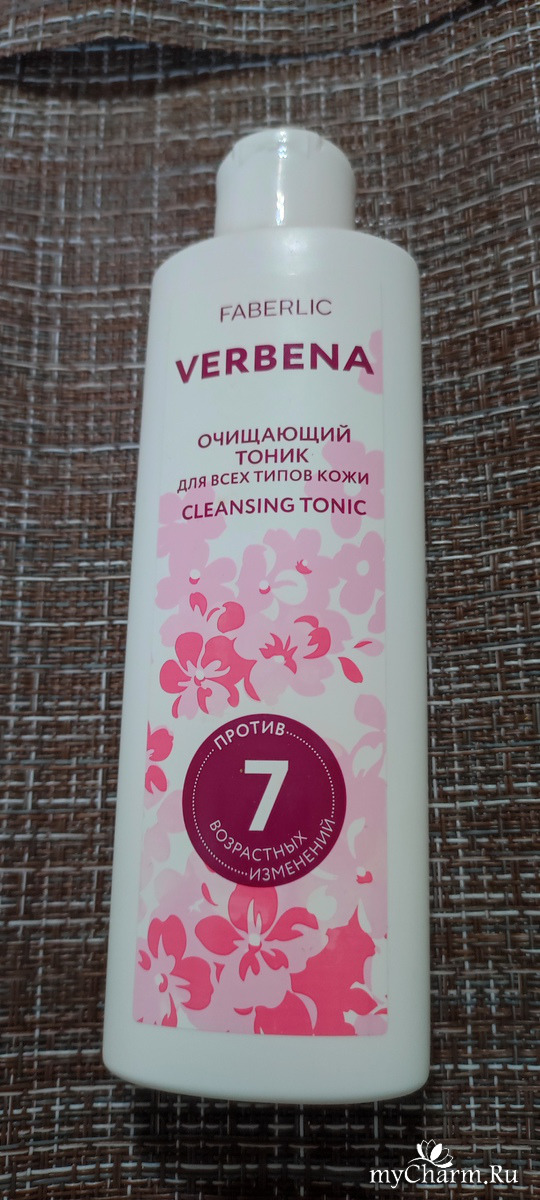 FABERLIC
VERBENA
ОЧИЩАЮЩИЙ
ТОНИК
ДЛЯ ВСЕХ ТИПОВ КОЖИ
CLEANSING TONIC
ПРОТИВ
7
ВОЗРАСТНЫХ
ИЗМЕНЕНИЙ
myCharm.Ru